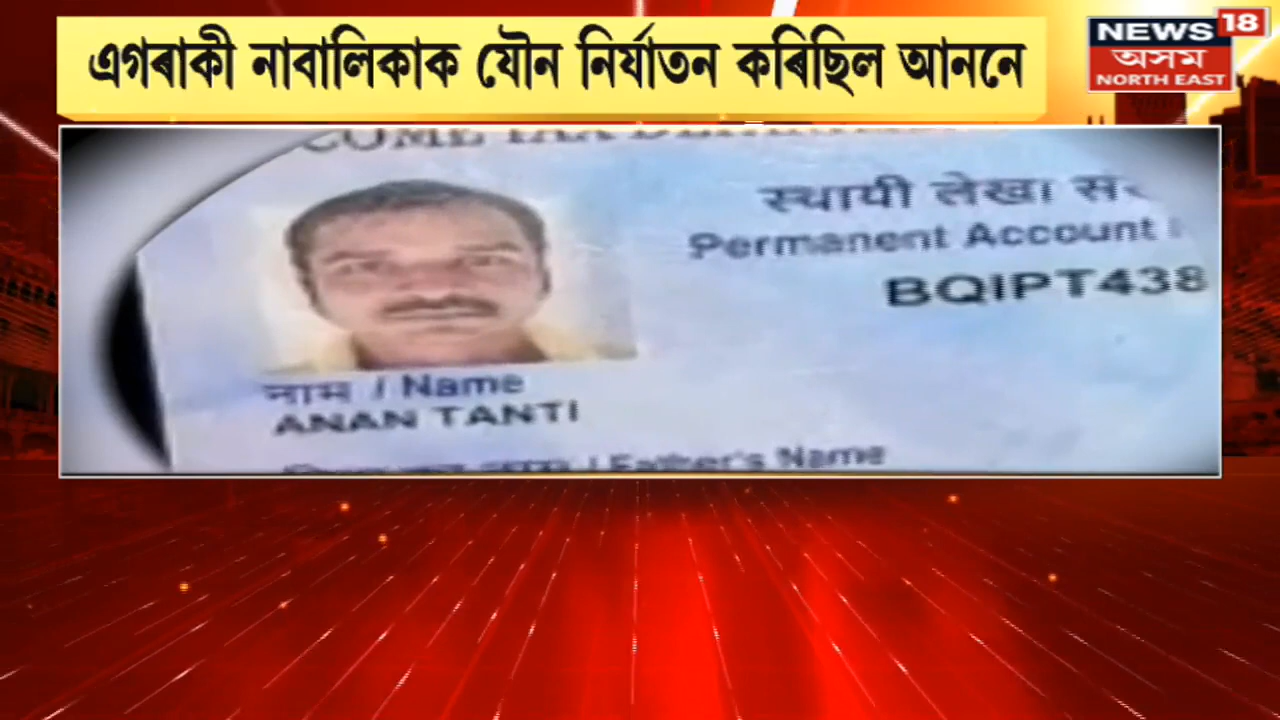 এগৰাকী নাবালিকাক যৌন নিৰ্যাতন কৰিছিল আননে
NEWS 18
অসম
NORTH EAST
स्थायी लेखा
Permanent Account
BQIPT438
नाम / Name
ANAN TANTI
/ Father's Name